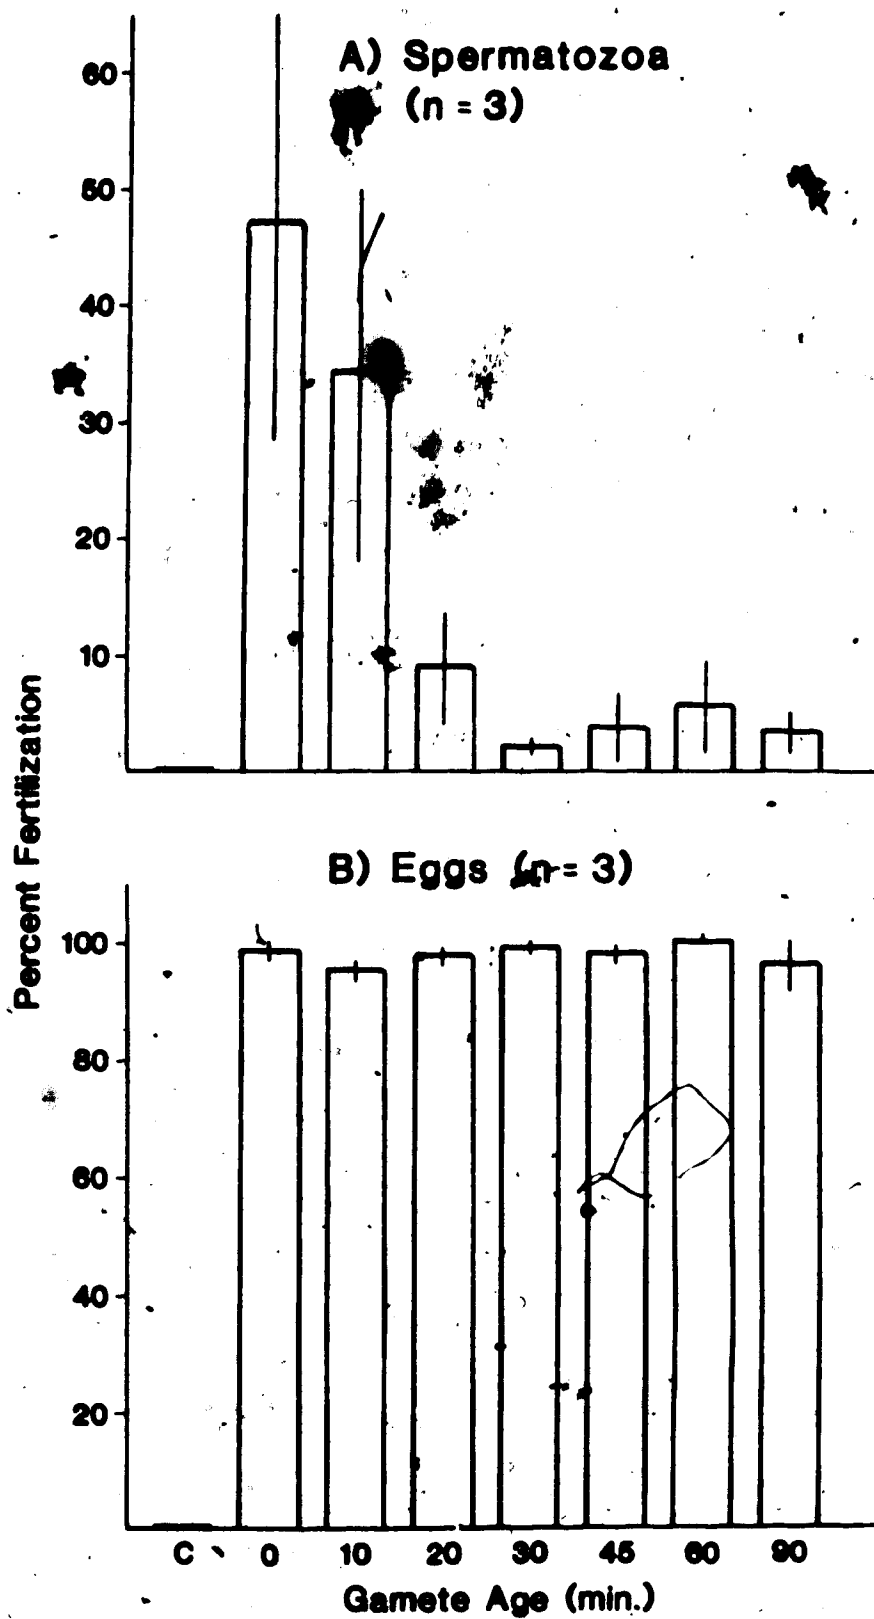 A) Spermatozoa
(n = 3)
60
50
40
30
20
10
Percent Fertilization
B) Eggs (n = 3)
100
80
60
40
20
C 0 10 20 30 45 60 90
Gamete Age (min.)